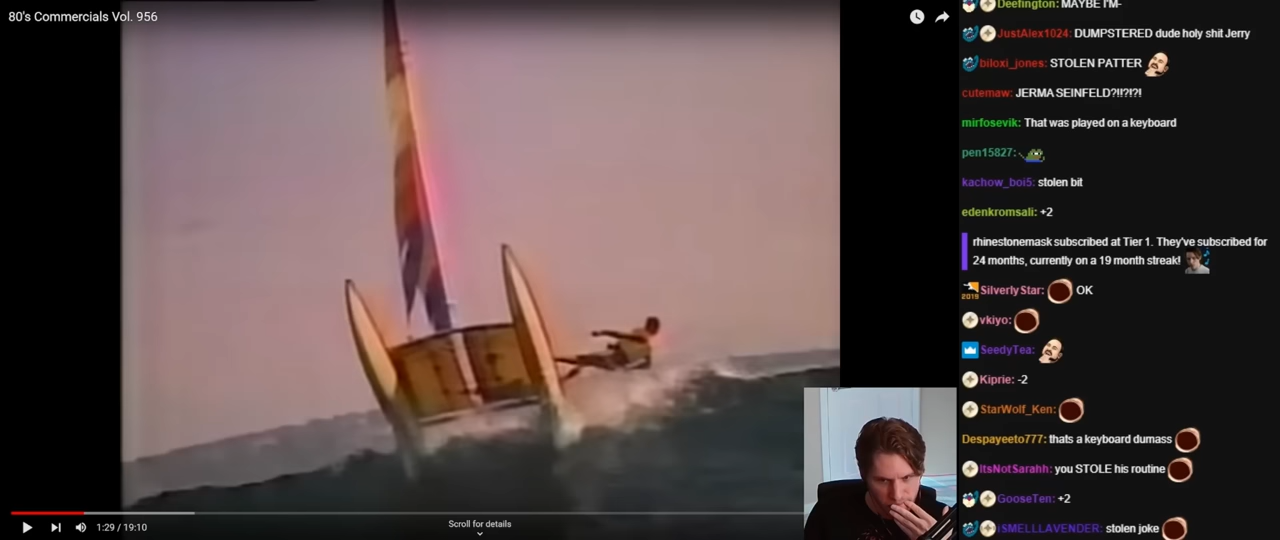 80's Commercials Vol. 956
Deefington: MAYBE I'M-
JustAlex1024: DUMPSTERED dude holy shit Jerry
biloxi_jones: STOLEN PATTER
cutemaw: JERMA SEINFELD?!!?!?!
mirfosevik: That was played on a keyboard
pen15827:
kachow_boi5: stolen bit
edenkromsali: +2
rhinestonemask subscribed at Tier 1. They've subscribed for
24 months, currently on a 19 month streak!
2019 SilverlyStar: OK
vkiyo:
SeedyTea:
Kiprie: -2
StarWolf_Ken:
Despayeeto777: thats a keyboard dumass
ItsNotSarahh: you STOLE his routine
GooseTen: +2
iSMELLLAVENDER: stolen joke
1:29 / 19:10
Scroll for details